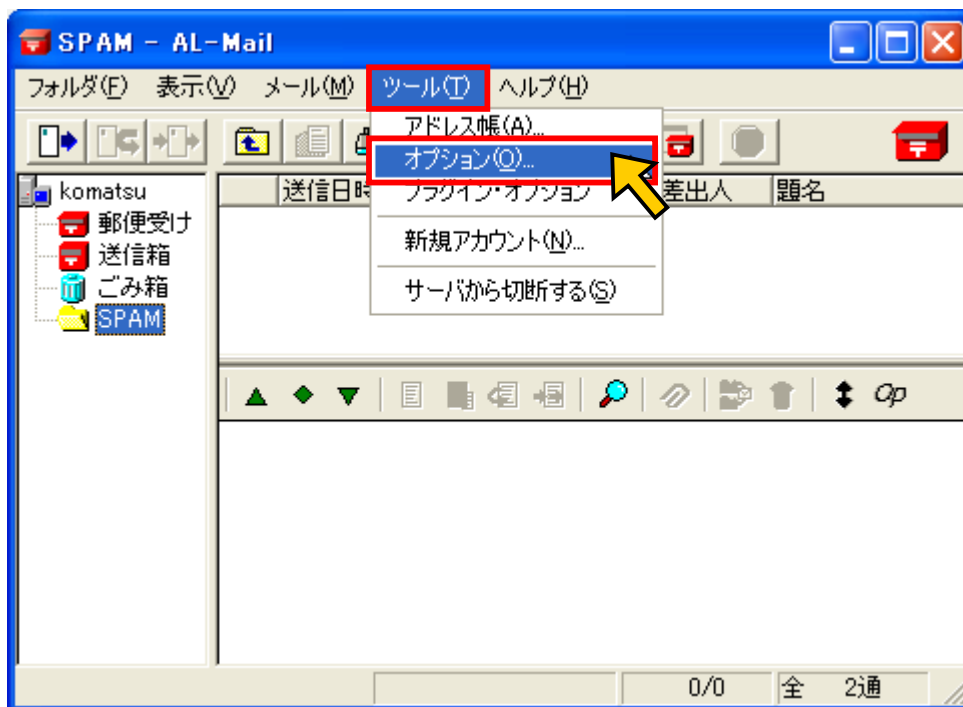 SPAM - AL-Mail
フォルダ(F) 表示(V) メール(M) ツール(T) ヘルプ(H)
アドレス帳(A)...
オプション(O)...
プラグイン・オプション
新規アカウント(N)...
サーバから切断する(S)
komatsu
郵便受け
送信箱
ごみ箱
SPAM
送信日時 差出人 題名
Op
0/0 全 2通